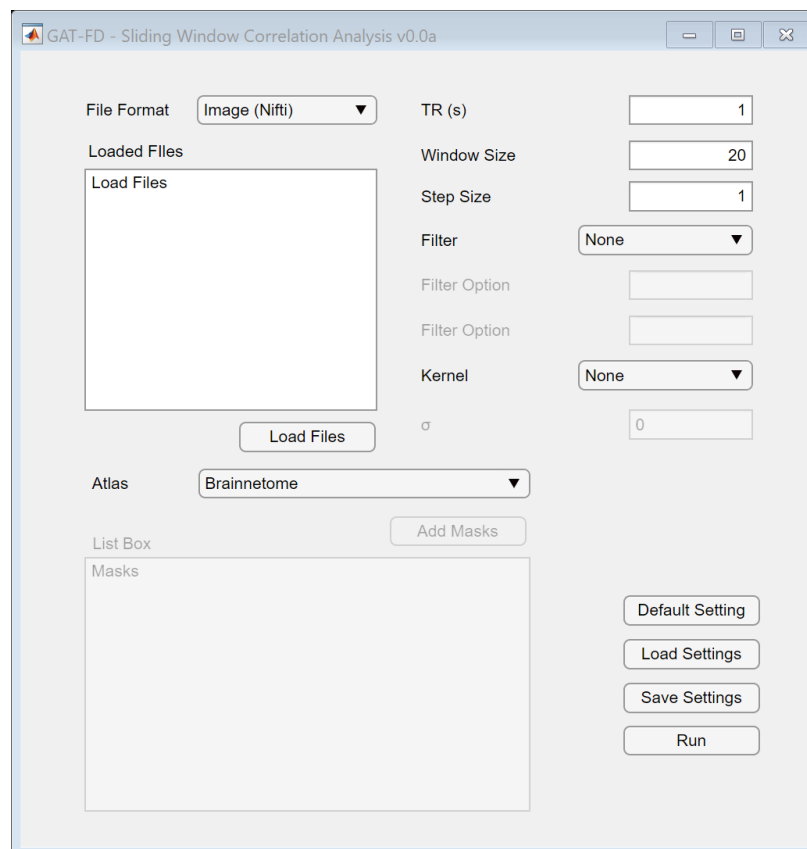 GAT-FD - Sliding Window Correlation Analysis v0.0a
File Format
Image (Nifti)
Loaded FIles
Load Files
Load Files
TR (s)
1
Window Size
20
Step Size
1
Filter
None
Filter Option
Filter Option
Kernel
None
σ
0
Atlas
Brainnetome
Add Masks
List Box
Masks
Default Setting
Load Settings
Save Settings
Run